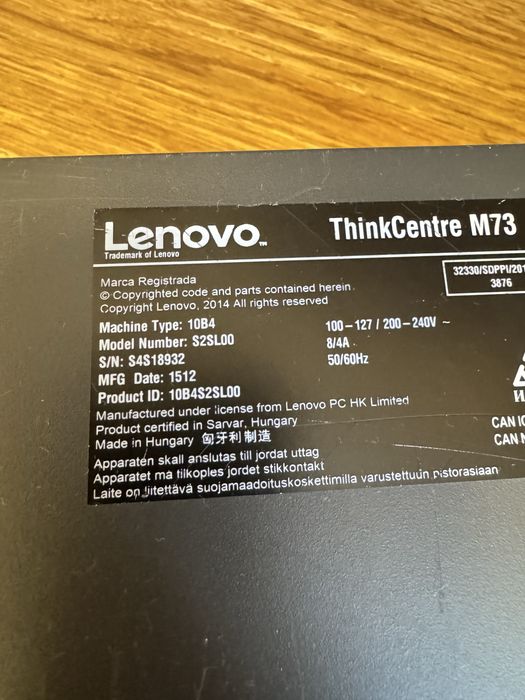 Lenovo™
Trademark of Lenovo
ThinkCentre M73
Marca Registrada
© Copyrighted code and parts contained herein.
Copyright Lenovo, 2014 All rights reserved
32330/SDPPI/201
3876
Machine Type: 10B4
Model Number: S2SL00
S/N: S4S18932
MFG Date: 1512
Product ID: 10B4S2SL00
100-127 / 200-240V ~
8/4A
50/60Hz
Manufactured under license from Lenovo PC HK Limited
Product certified in Sarvar, Hungary
Made in Hungary 匈牙利制造
CAN IC
CAN
Apparaten skall anslutas till jordat uttag
Apparatet må tilkoples jordet stikkontakt
Laite on liitettävä suojamaadoituskoskettimilla varustettuun pistorasiaan